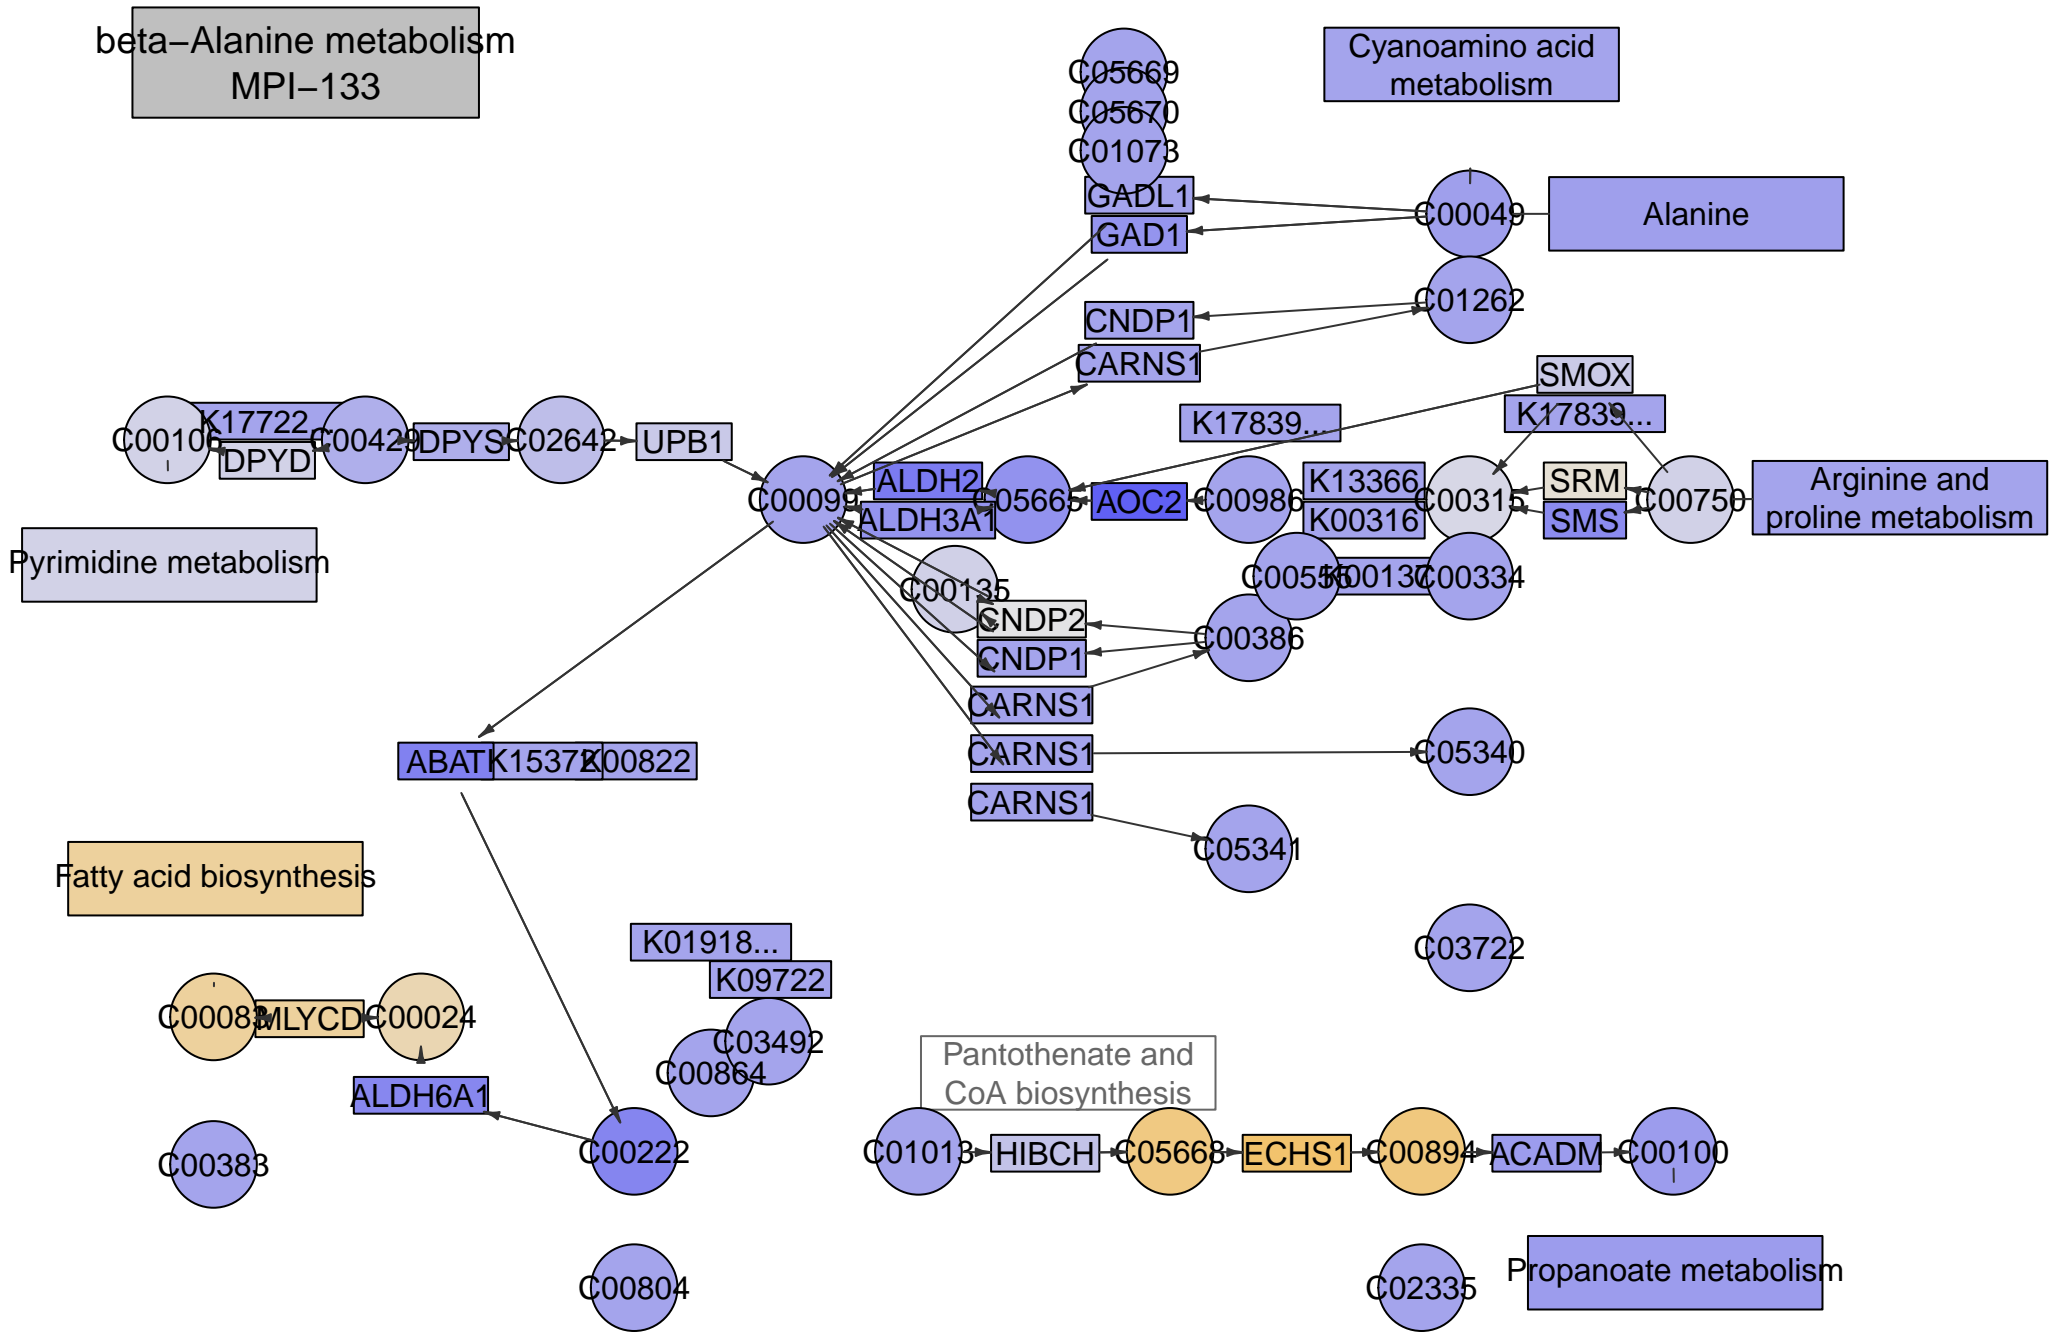 beta−Alanine metabolism
MPI−133
C05669
C05670
C01073
Cyanoamino acid
metabolism
GADL1
GAD1
C00049
Alanine
C01262
CNDP1
CARNS1
SMOX
K17839...
K17839...
C00106
K17722...
DPYD
C00429
DPYS
C02642
UPB1
C00099
ALDH2
ALDH3A1
C05665
AOC2
C00986
K13366
K00316
C00315
SRM
SMS
C00750
Arginine and
proline metabolism
Pyrimidine metabolism
C00135
C00555
K00137
C00334
CNDP2
CNDP1
C00386
CARNS1
CARNS1
CARNS1
C05340
C05341
ABAT
K15372
K00822
Fatty acid biosynthesis
K01918...
K09722
C03722
C00083
MLYCD
C00024
C03492
C00864
ALDH6A1
Pantothenate and
CoA biosynthesis
C00383
C00222
C01013
HIBCH
C05668
ECHS1
C00894
ACADM
C00100
C00804
C02335
Propanoate metabolism